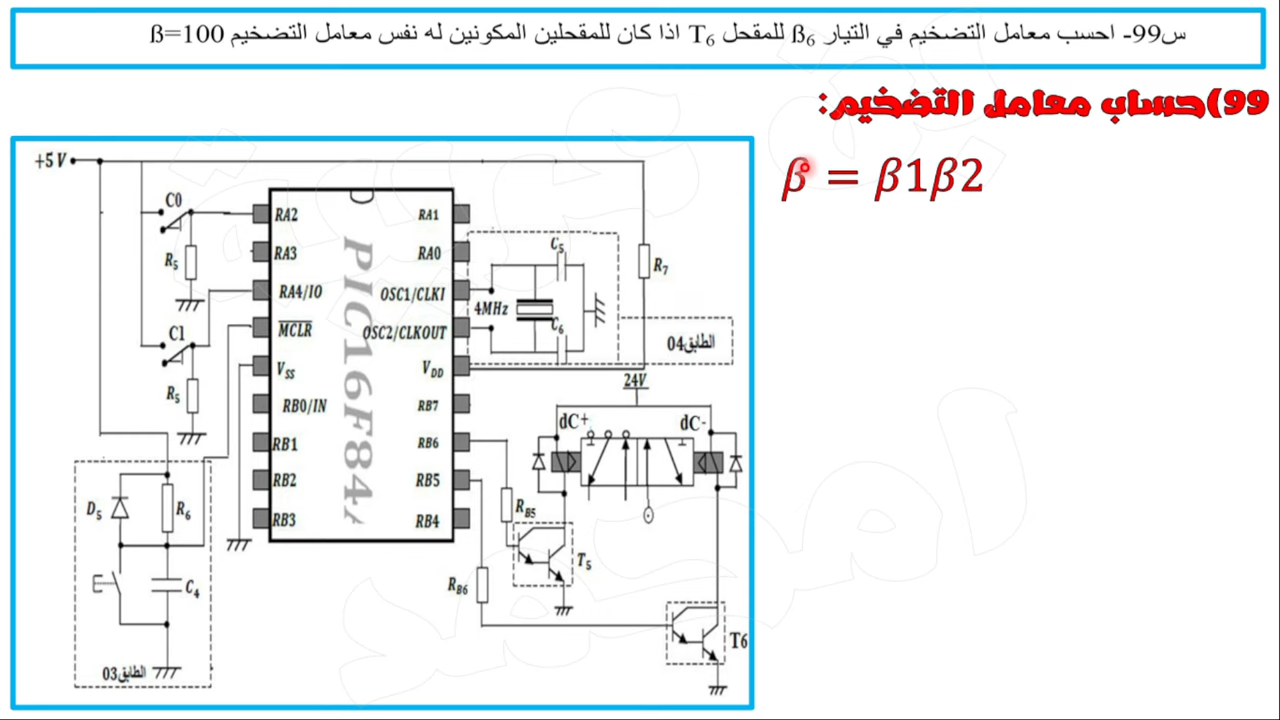 س99- احسب معامل التضخيم في التيار ß6 للمقحل T6 اذا كان للمقحلين المكونين له نفس معامل التضخيم ß=100
99)حساب معامل التضخيم:
β = β1β2
+5 V
C0
R5
C1
R5
RA2
RA3
RA4/IO
MCLR
VSS
RB0/IN
RB1
RB2
RB3
PIC16F84A
RA1
RA0
OSC1/CLKI
OSC2/CLKOUT
VDD
RB7
RB6
RB5
RB4
C5
4MHz
C6
R7
الطابق04
24V
dC+
dC-
RB5
T5
RB6
T6
D5
R6
C4
الطابق03